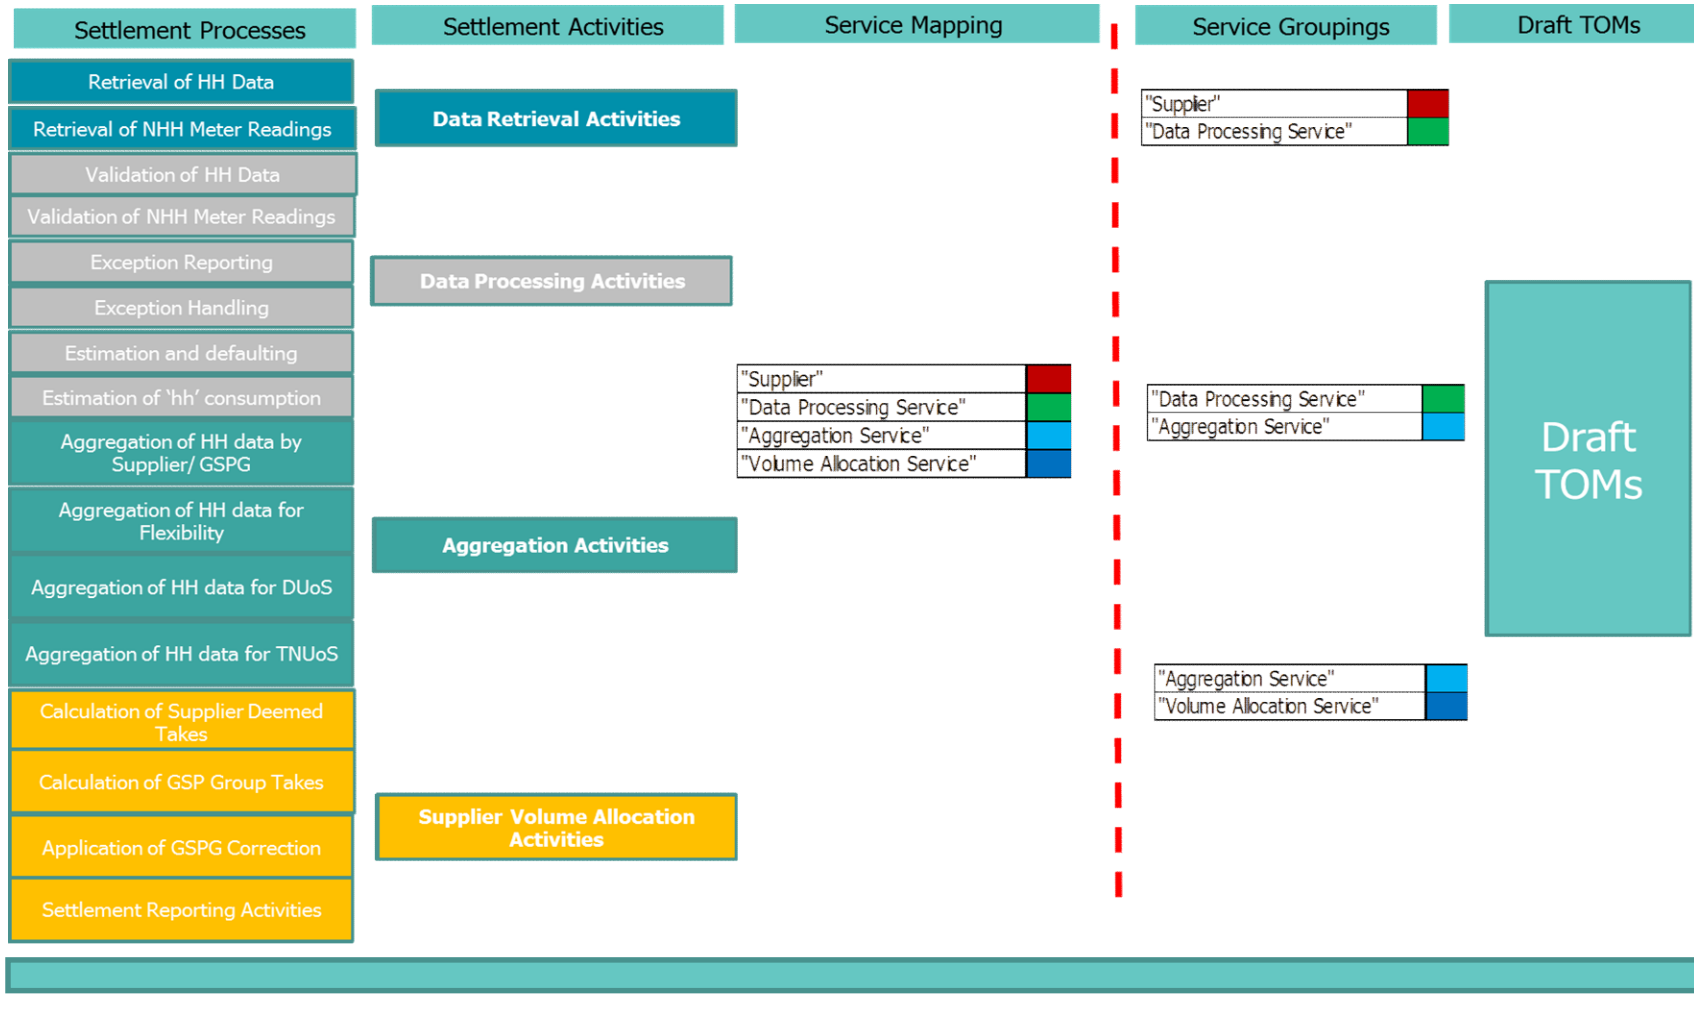 Settlement Processes
Settlement Activities
Service Mapping
Service Groupings
Draft TOMs
Retrieval of HH Data
Retrieval of NHH Meter Readings
Validation of HH Data
Validation of NHH Meter Readings
Exception Reporting
Exception Handling
Estimation and defaulting
Estimation of ‘hh’ consumption
Aggregation of HH data by
Supplier/ GSPG
Aggregation of HH data for
Flexibility
Aggregation of HH data for DUoS
Aggregation of HH data for TNUoS
Calculation of Supplier Deemed
Takes
Calculation of GSP Group Takes
Application of GSPG Correction
Settlement Reporting Activities
Data Retrieval Activities
Data Processing Activities
Aggregation Activities
Supplier Volume Allocation
Activities
"Supplier"
"Data Processing Service"
"Aggregation Service"
"Volume Allocation Service"
"Supplier"
"Data Processing Service"
"Data Processing Service"
"Aggregation Service"
"Aggregation Service"
"Volume Allocation Service"
Draft
TOMs